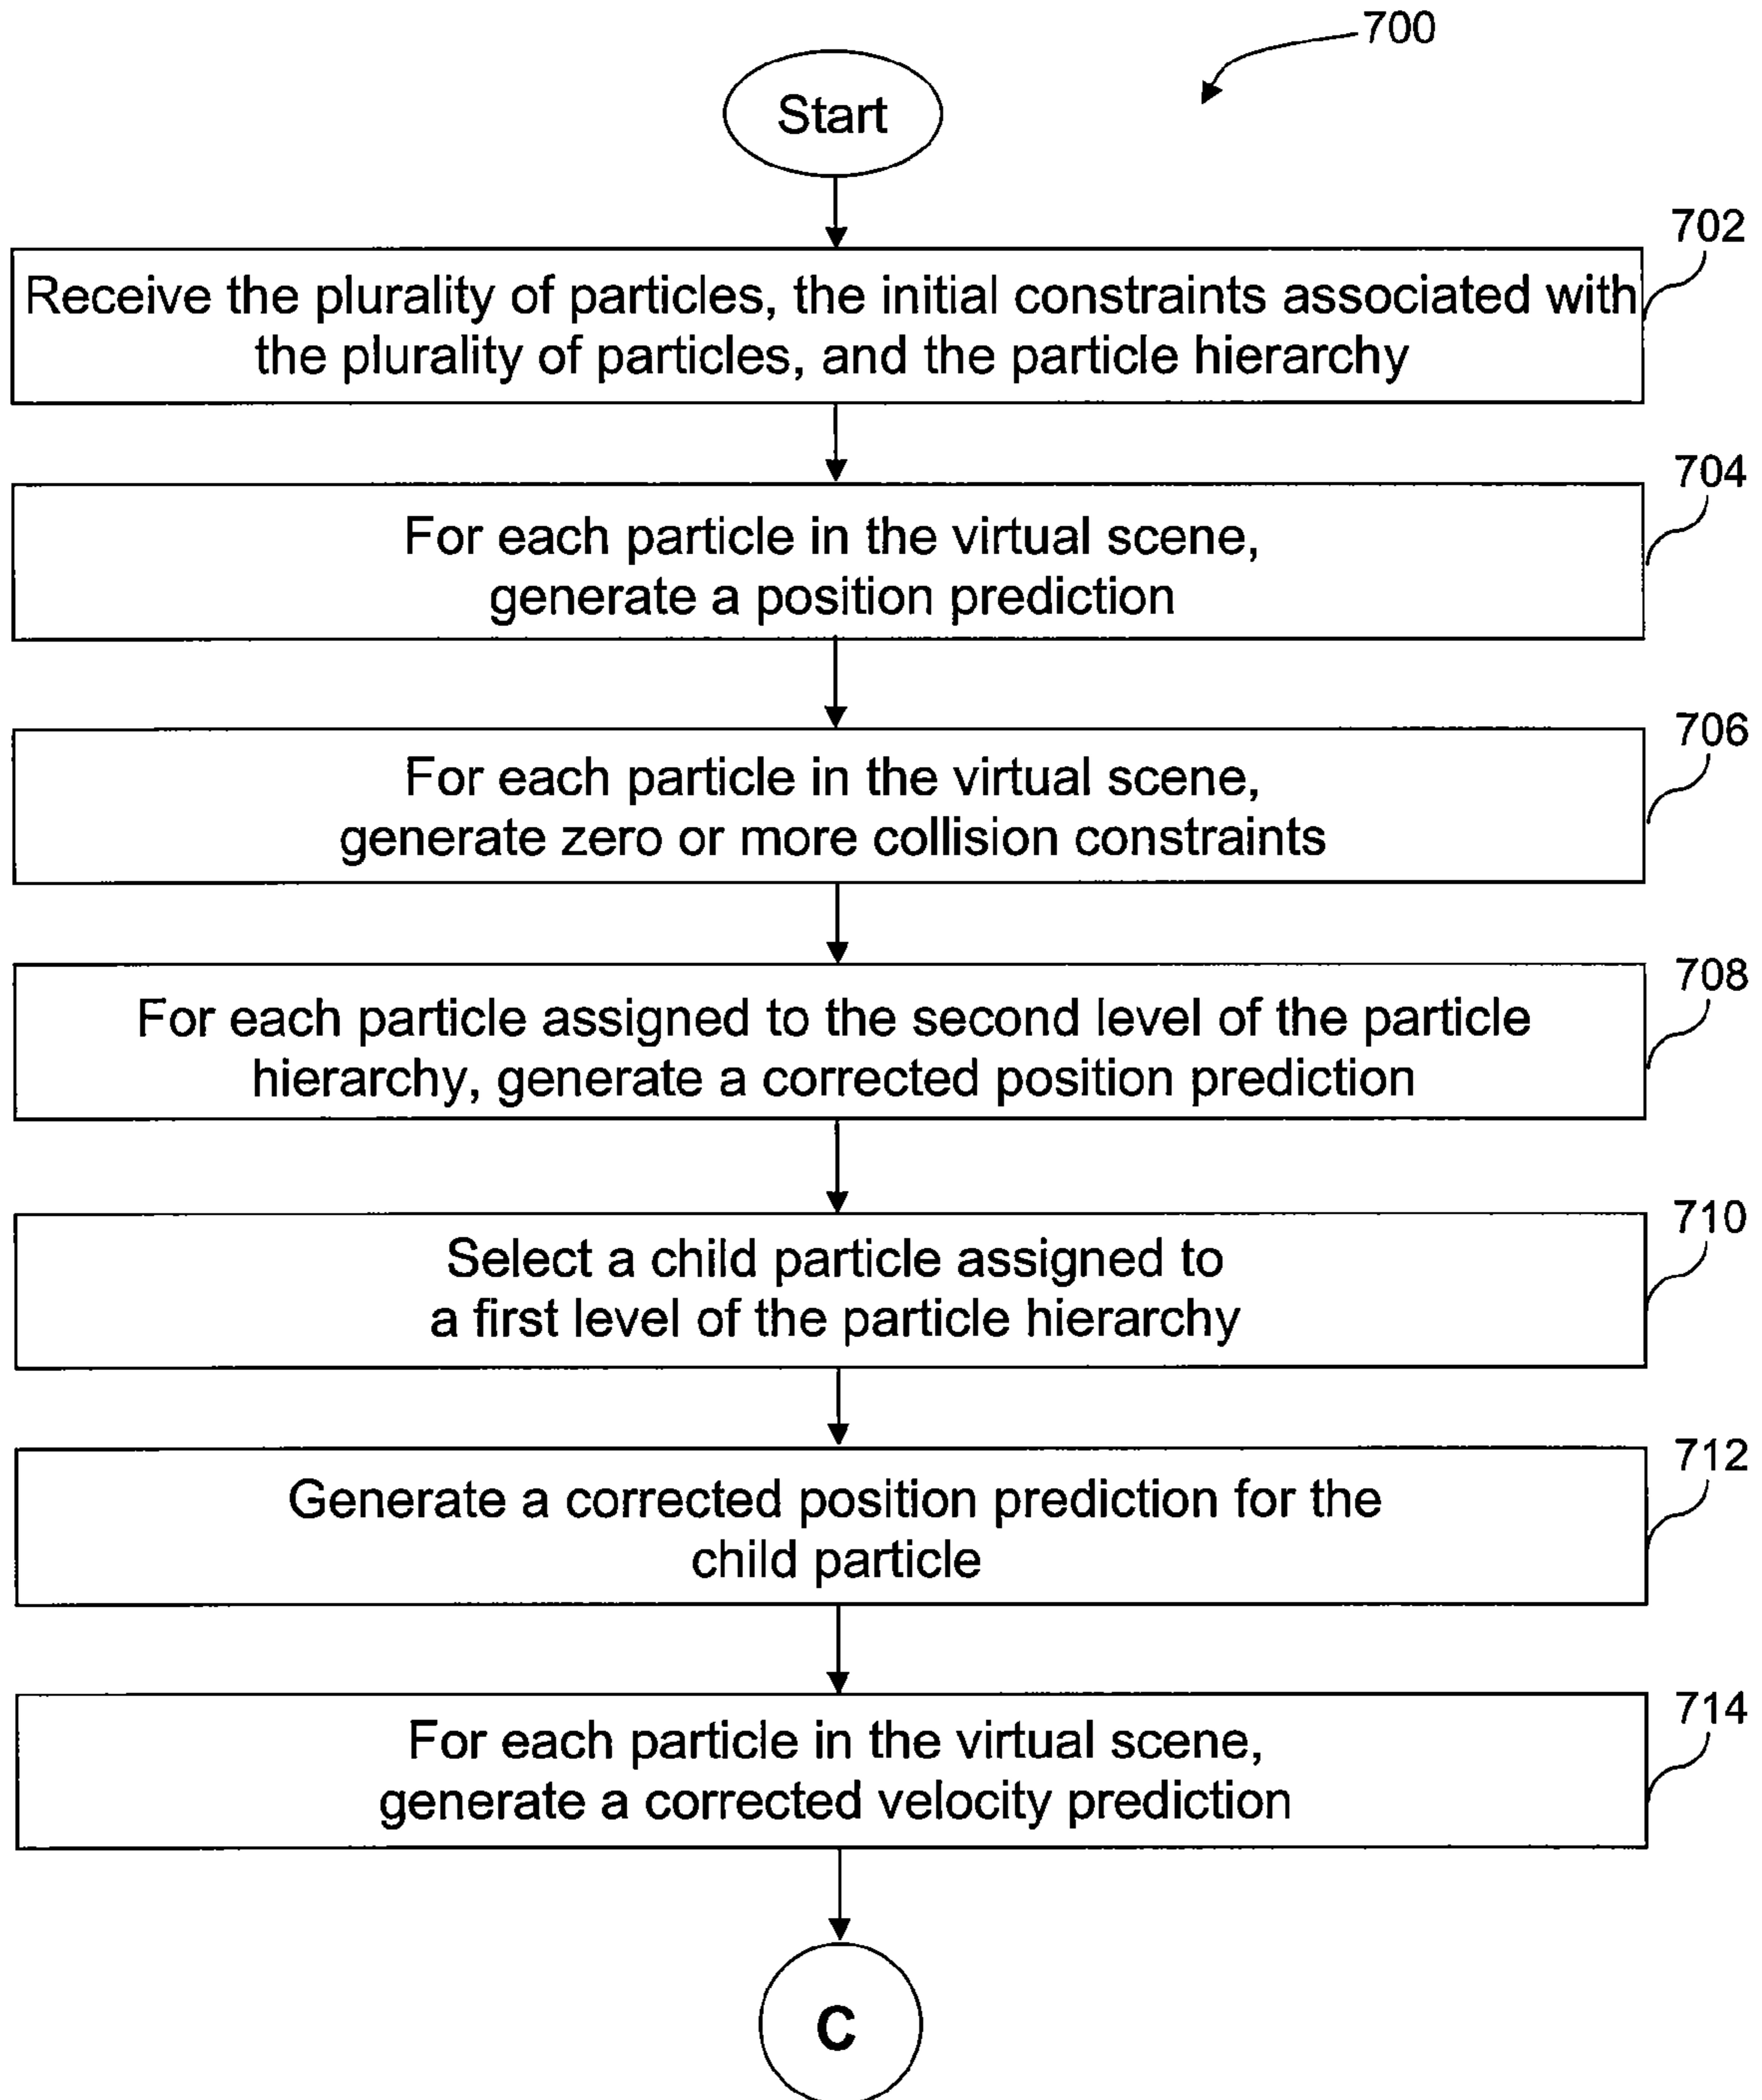 700
Start
702
Receive the plurality of particles, the initial constraints associated with
the plurality of particles, and the particle hierarchy
704
For each particle in the virtual scene,
generate a position prediction
706
For each particle in the virtual scene,
generate zero or more collision constraints
708
For each particle assigned to the second level of the particle
hierarchy, generate a corrected position prediction
710
Select a child particle assigned to
a first level of the particle hierarchy
712
Generate a corrected position prediction for the
child particle
714
For each particle in the virtual scene,
generate a corrected velocity prediction
C